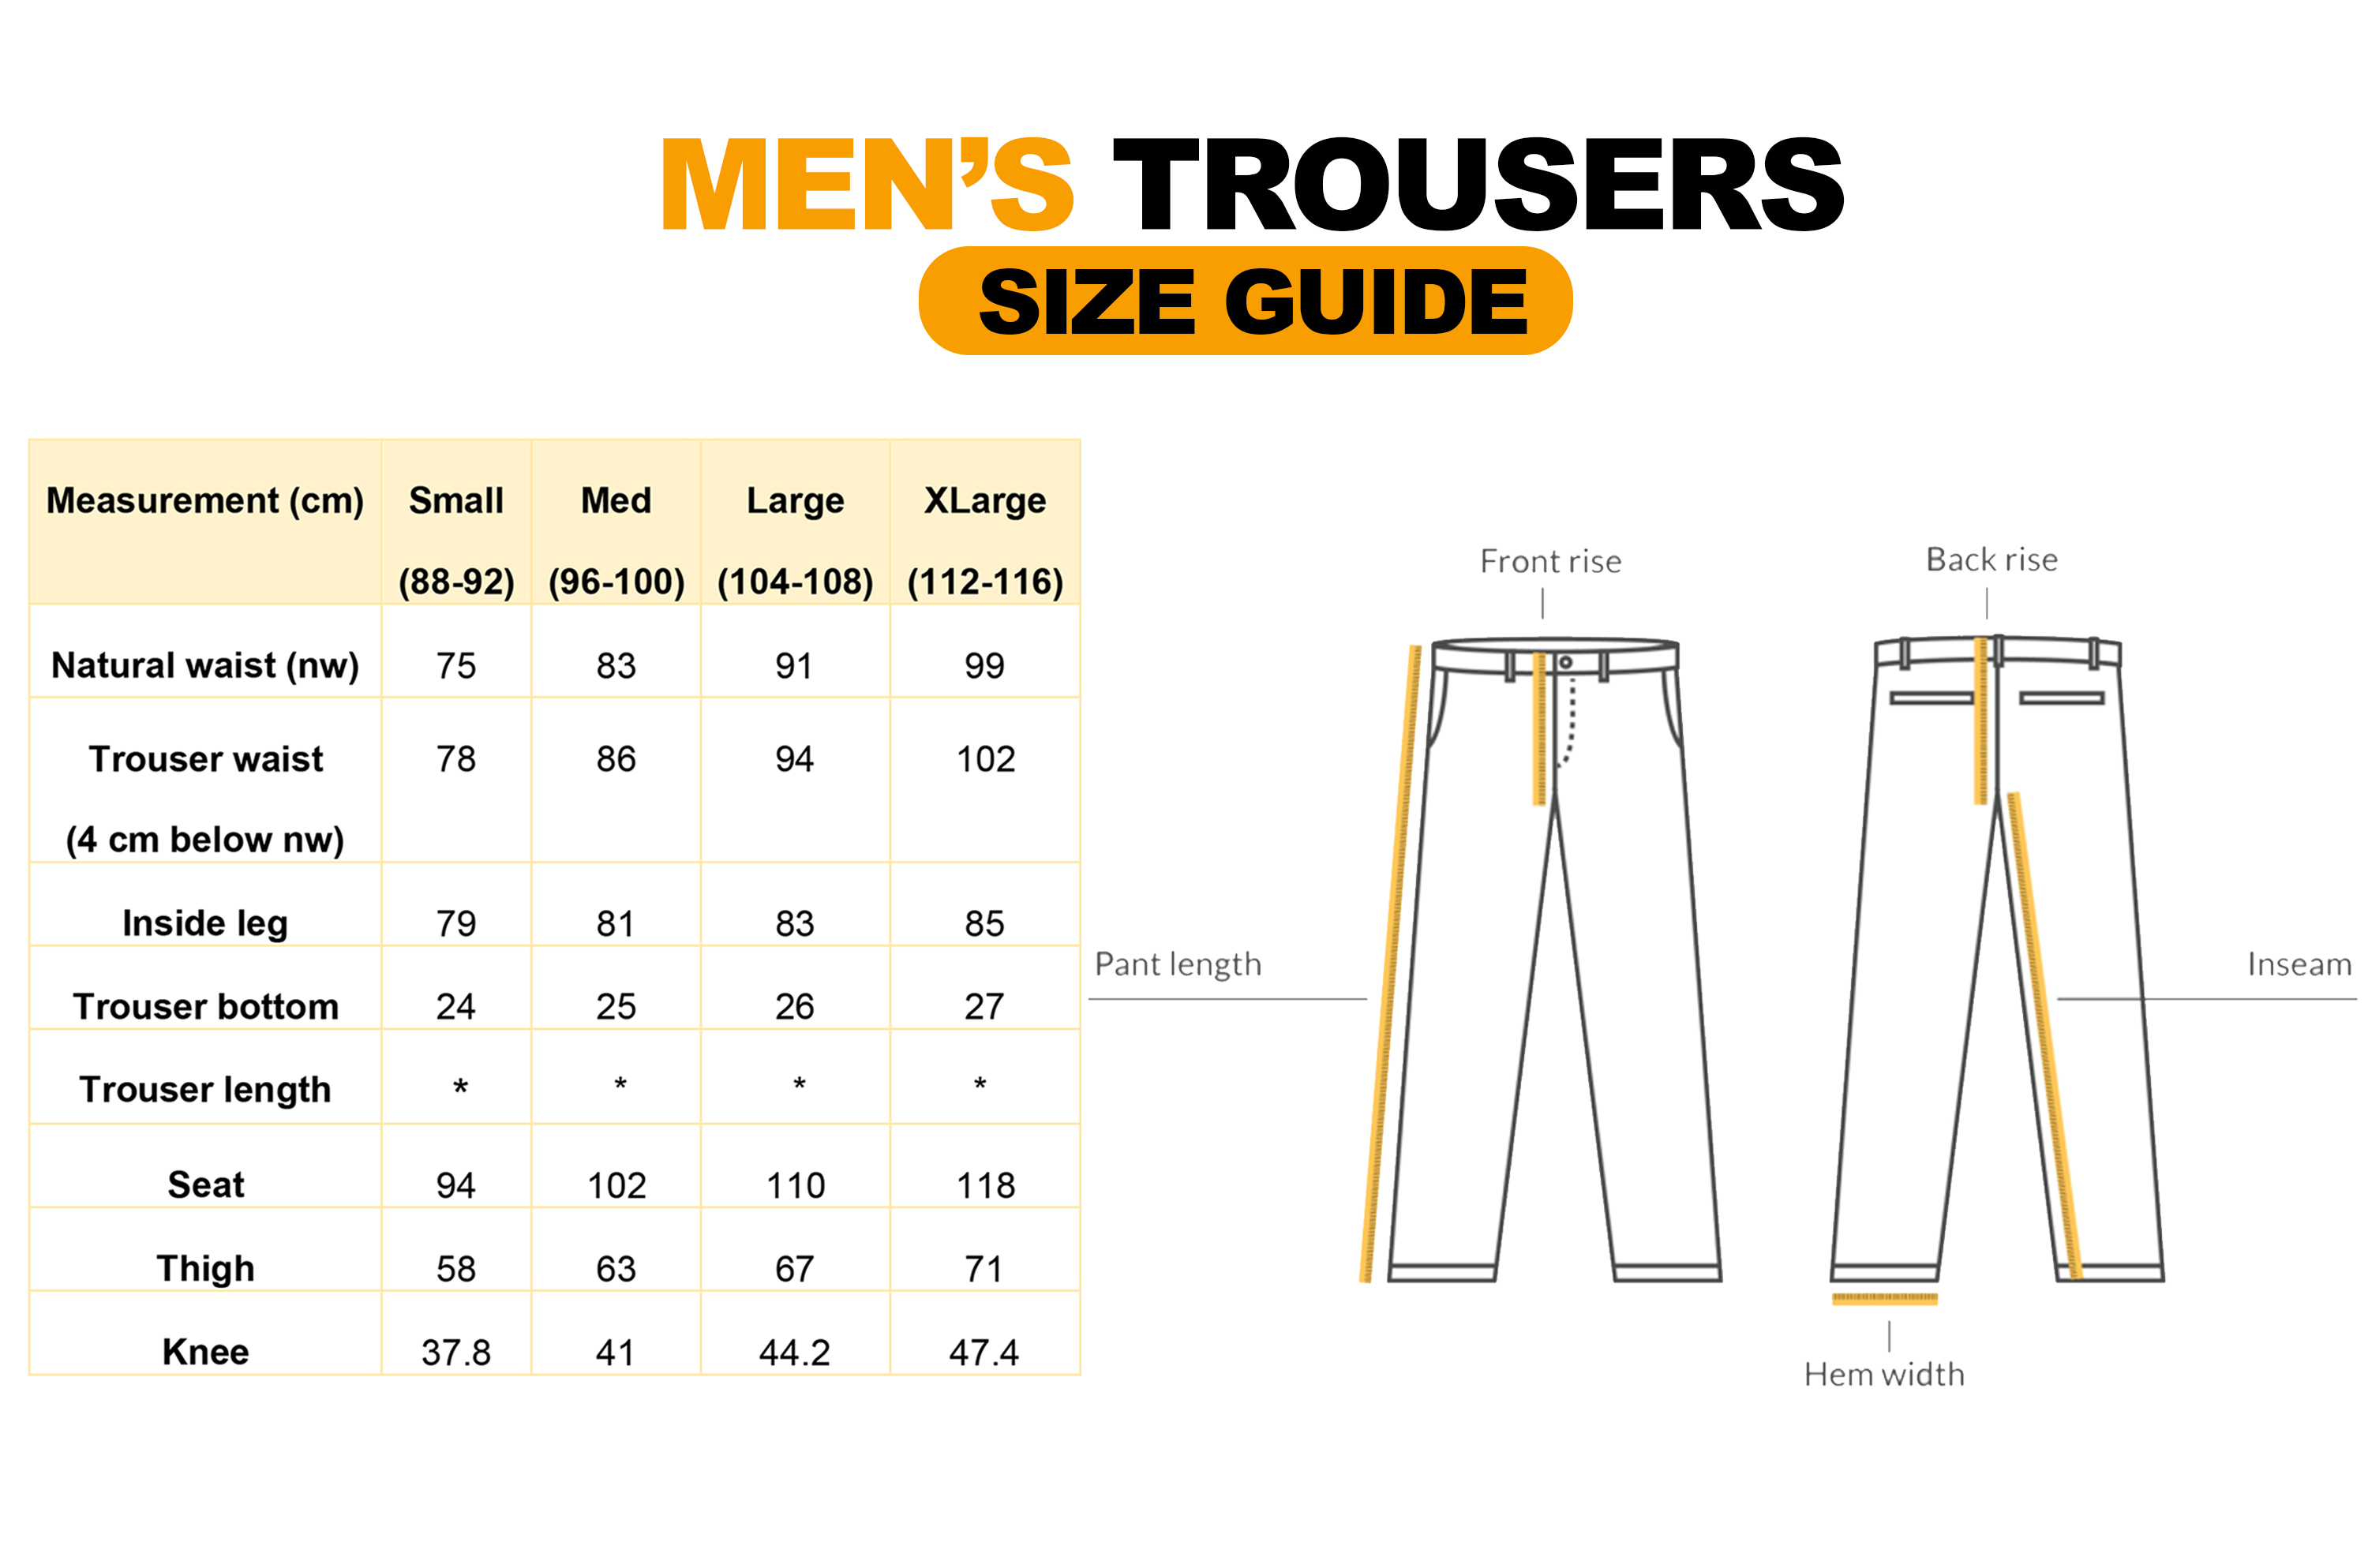 MEN’S TROUSERS
SIZE GUIDE
Measurement (cm) Small Med Large XLarge
(88-92) (96-100) (104-108) (112-116)
Natural waist (nw) 75 83 91 99
Trouser waist 78 86 94 102
(4 cm below nw)
Inside leg 79 81 83 85
Trouser bottom 24 25 26 27
Trouser length * * * *
Seat 94 102 110 118
Thigh 58 63 67 71
Knee 37.8 41 44.2 47.4
Front rise
Back rise
Pant length
Inseam
Hem width